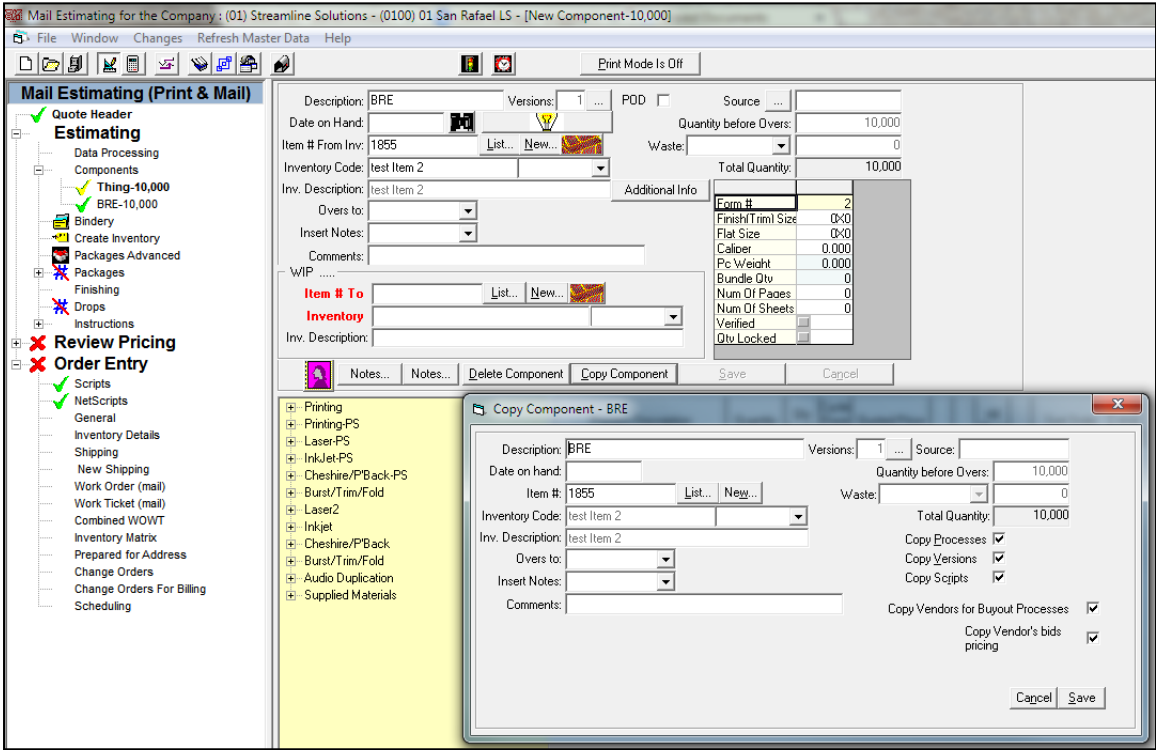 Mail Estimating for the Company : (01) Streamline Solutions - (0100) 01 San Rafael LS - [New Component-10,000]
File Window Changes Refresh Master Data Help
Print Mode Is Off
Mail Estimating (Print & Mail)
Quote Header
Estimating
Data Processing
Components
Thing-10,000
BRE-10,000
Bindery
Create Inventory
Packages Advanced
Packages
Finishing
Drops
Instructions
Review Pricing
Order Entry
Scripts
NetScripts
General
Inventory Details
Shipping
New Shipping
Work Order (mail)
Work Ticket (mail)
Combined WOWT
Inventory Matrix
Prepared for Address
Change Orders
Change Orders For Billing
Scheduling
Description: BRE Versions: 1 ... POD Source ...
Date on Hand: Quantity before Overs: 10,000
Item # From Inv: 1855 List... New... Waste: 0
Inventory Code: test Item 2 Total Quantity: 10,000
Inv. Description: test Item 2 Additional Info
Overs to:
Insert Notes:
Comments:
Form # 2
Finish(Trim) Size 0X0
Flat Size 0X0
Caliper 0.000
Pc Weight 0.000
Bundle Qty 0
Num Of Pages 0
Num Of Sheets 0
Verified
Qty Locked
WIP .....
Item # To List... New...
Inventory
Inv. Description:
Notes... Notes... Delete Component Copy Component Save Cancel
Printing
Printing-PS
Laser-PS
InkJet-PS
Cheshire/P'Back-PS
Burst/Trim/Fold
Laser2
Inkjet
Cheshire/P'Back
Burst/Trim/Fold
Audio Duplication
Supplied Materials
Copy Component - BRE
Description: BRE Versions: 1 ... Source:
Date on hand: Quantity before Overs: 10,000
Item #: 1855 List... New... Waste: 0
Inventory Code: test Item 2 Total Quantity: 10,000
Inv. Description: test Item 2 Copy Processes
Overs to: Copy Versions
Insert Notes: Copy Scripts
Comments:
Copy Vendors for Buyout Processes
Copy Vendor's bids
pricing
Cancel Save